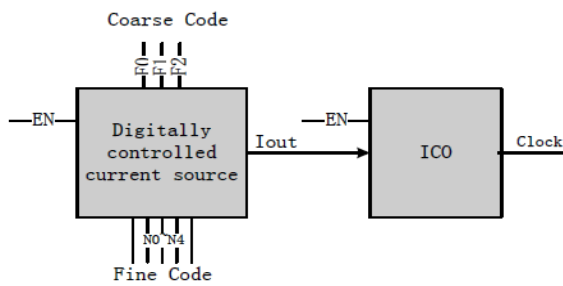 Coarse Code
F0 F1 F2
EN
Digitally
controlled
current source
Iout
EN
ICO
Clock
N0~N4
Fine Code